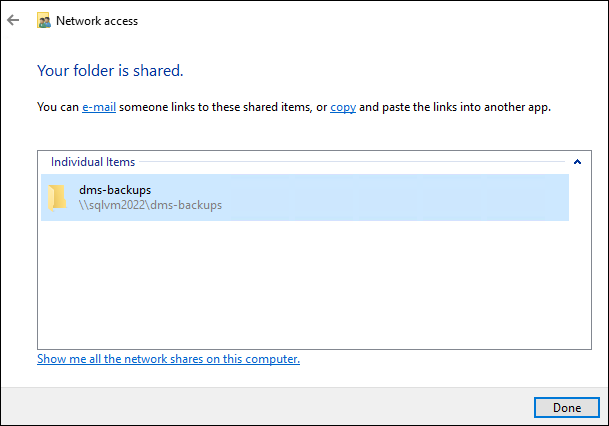 Network access
Your folder is shared.
You can e-mail someone links to these shared items, or copy and paste the links into another app.
Individual Items
dms-backups
\\sqlvm2022\dms-backups
Show me all the network shares on this computer.
Done